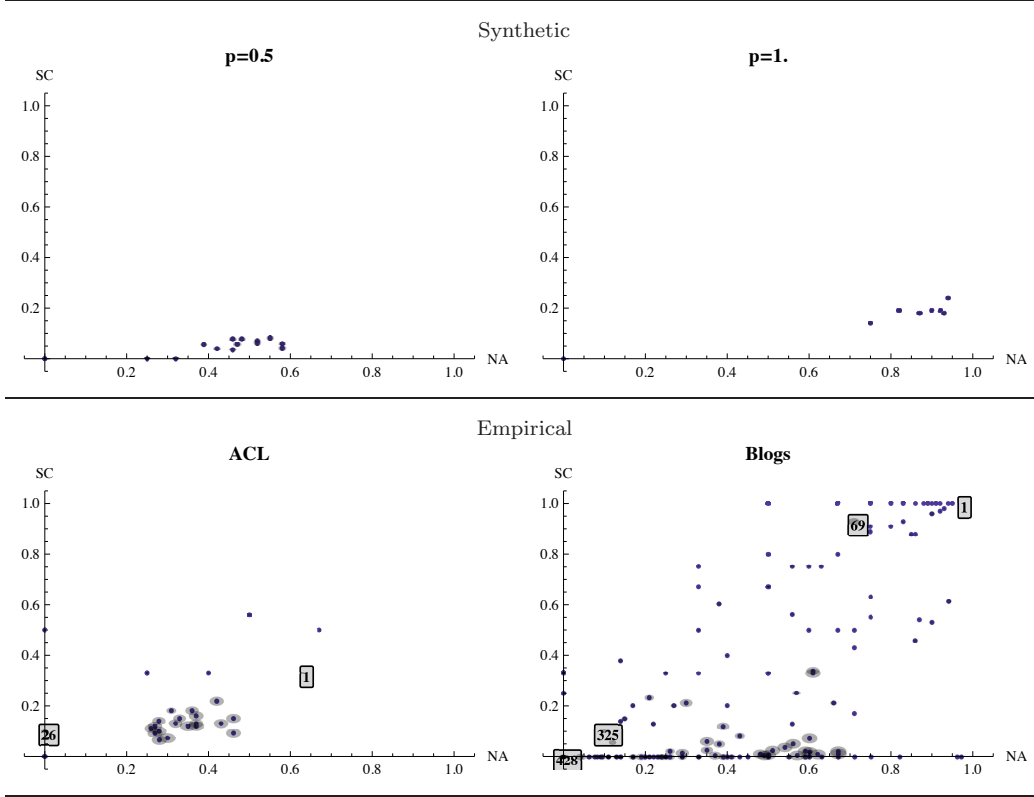 Synthetic
p=0.5 p=1.
SC SC
1.0 1.0
0.8 0.8
0.6 0.6
0.4 0.4
0.2 0.2
NA NA
0.2 0.4 0.6 0.8 1.0 0.2 0.4 0.6 0.8 1.0
Empirical
ACL Blogs
SC SC
1.0 1.0
1
69
0.8 0.8
0.6 0.6
0.4 0.4
1
0.2 0.2
26 325
428
NA NA
0.2 0.4 0.6 0.8 1.0 0.2 0.4 0.6 0.8 1.0